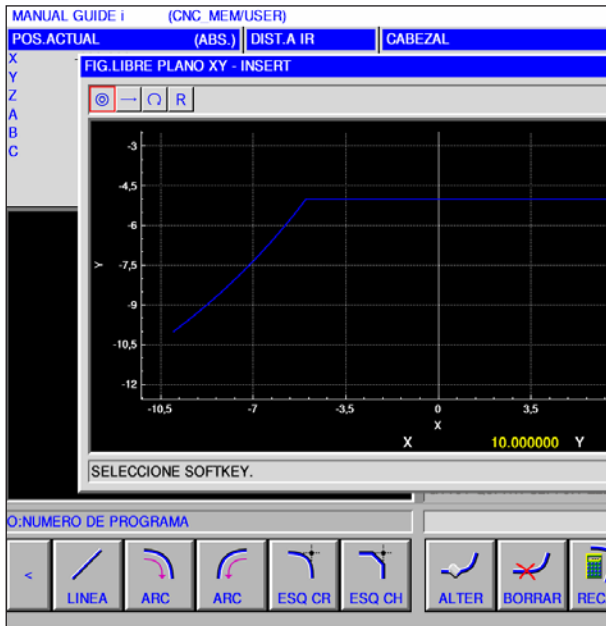 MANUAL GUIDE i (CNC_MEM/USER)
POS.ACTUAL (ABS.) DIST.A IR CABEZAL
X
Y
Z
A
B
C
FIG.LIBRE PLANO XY - INSERT
R
-3
-4,5
-6
-7,5
-9
-10,5
-12
Y
-10,5 -7 -3,5 0 3,5
X
X 10.000000 Y
SELECCIONE SOFTKEY.
O:NUMERO DE PROGRAMA
< LINEA ARC ARC ESQ CR ESQ CH ALTER BORRAR